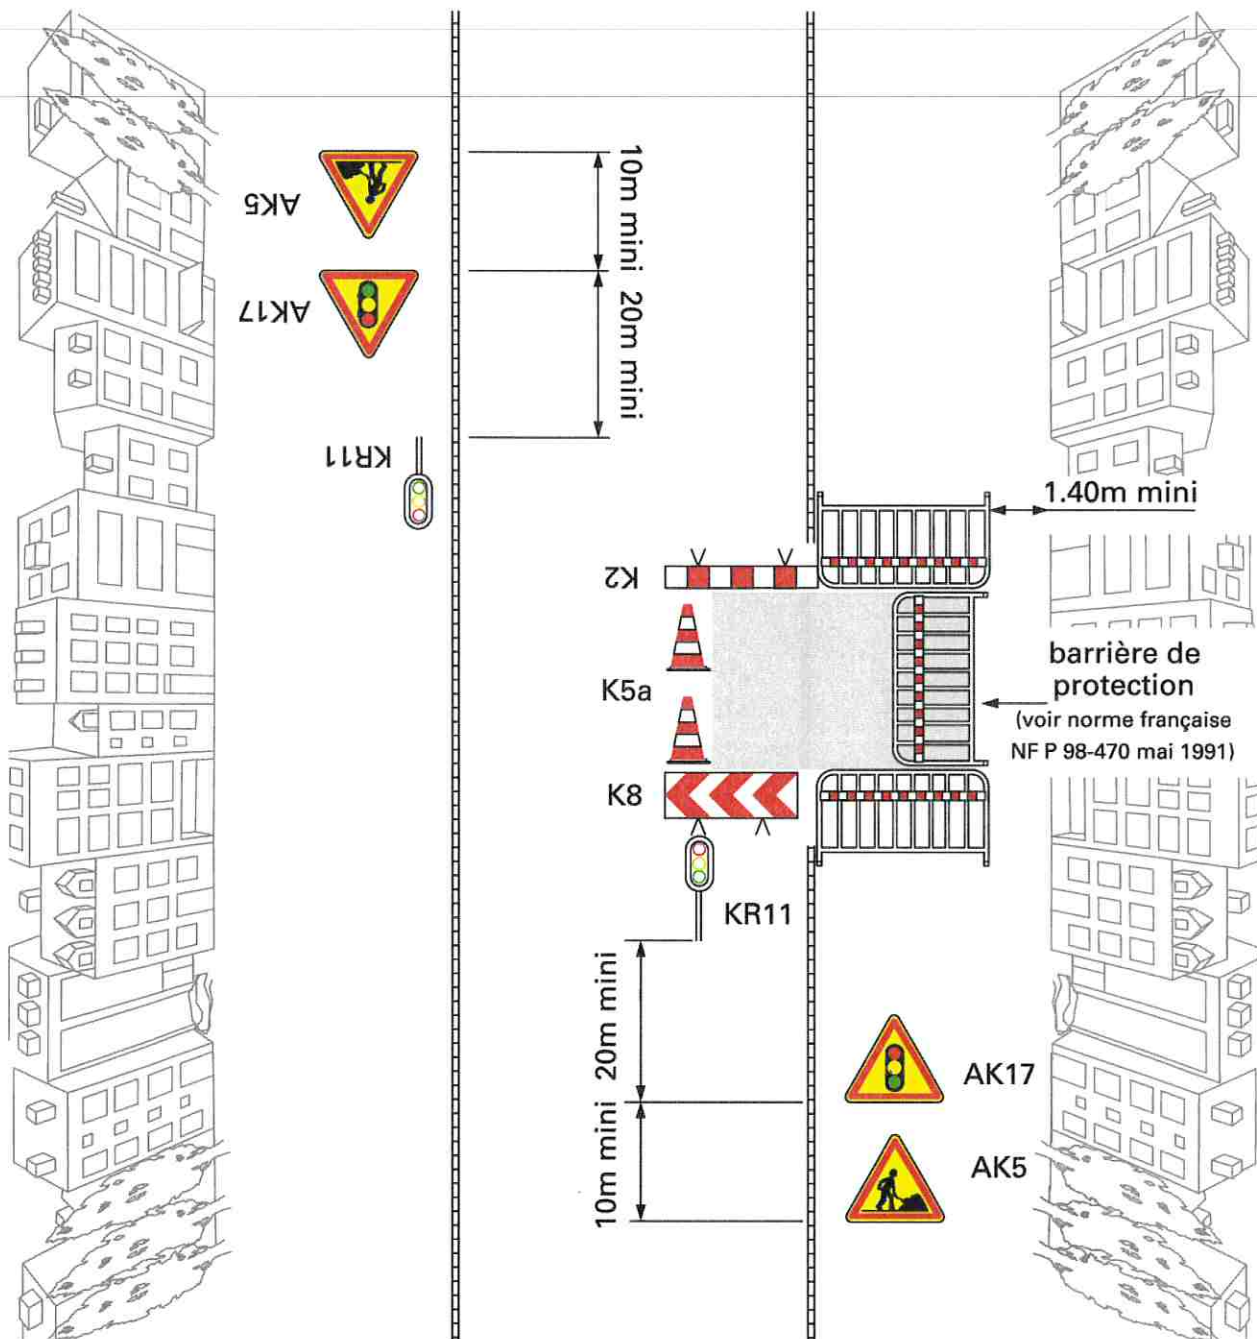 AK5
10m mini
AK17
20m mini
KR11
1.40m mini
K2
K5a
barrière de
protection
(voir norme française
NF P 98-470 mai 1991)
K8
KR11
20m mini
AK17
10m mini
AK5